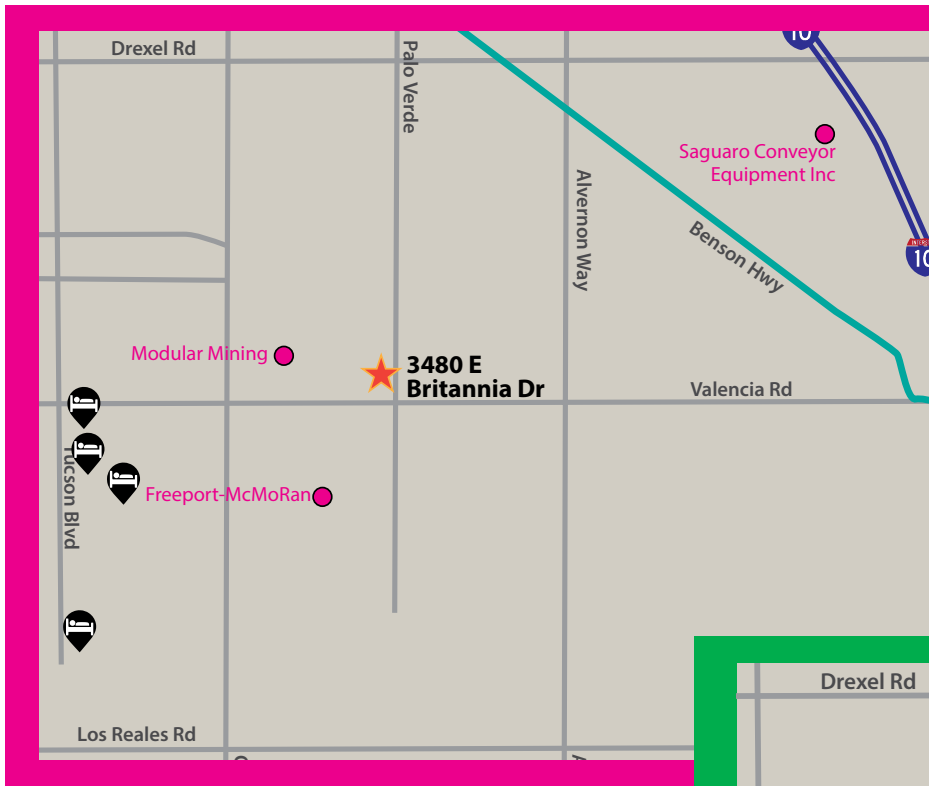 Drexel Rd
Palo Verde
10
Saguaro Conveyor
Equipment Inc
Alvernon Way
Benson Hwy
10
Modular Mining
3480 E
Britannia Dr
Valencia Rd
Tucson Blvd
Freeport-McMoRan
Drexel Rd
Los Reales Rd